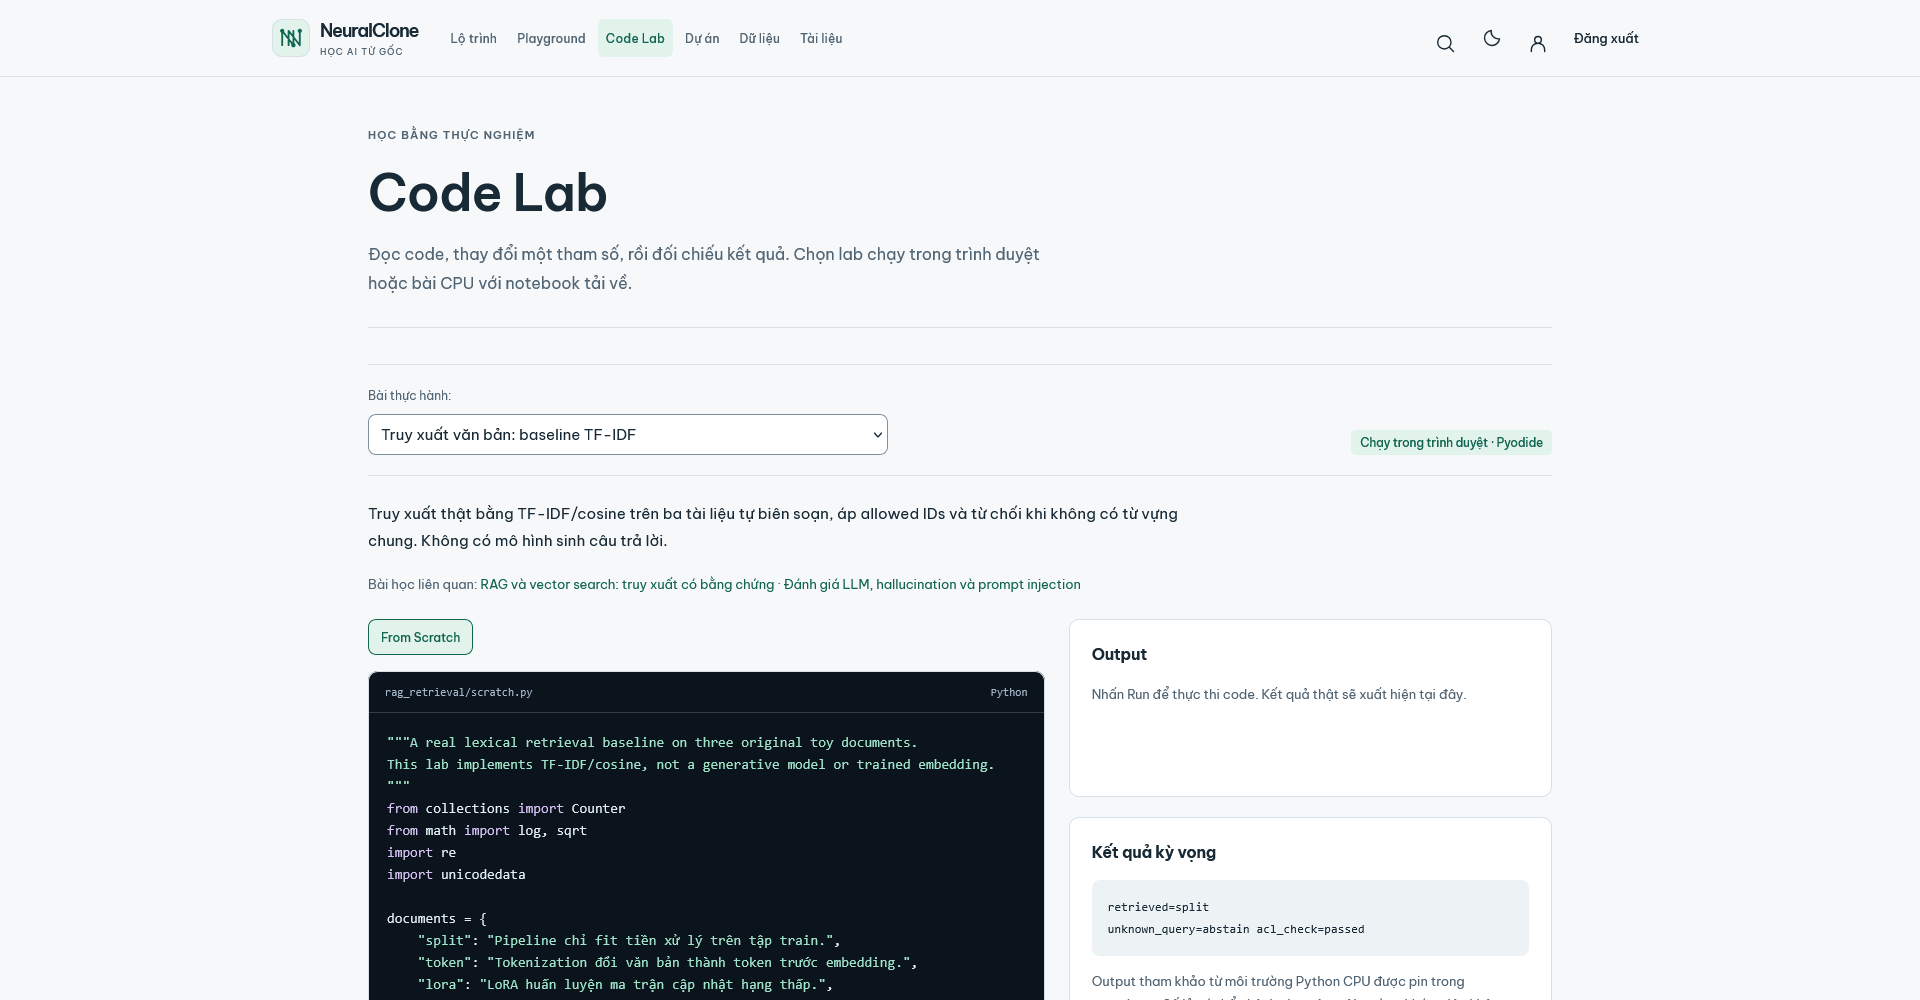 NeuralClone
HỌC AI TỪ GỐC
Lộ trình
Playground
Code Lab
Dự án
Dữ liệu
Tài liệu
Đăng xuất
HỌC BẰNG THỰC NGHIỆM
Code Lab
Đọc code, thay đổi một tham số, rồi đối chiếu kết quả. Chọn lab chạy trong trình duyệt
hoặc bài CPU với notebook tải về.
Bài thực hành:
Truy xuất văn bản: baseline TF-IDF
Chạy trong trình duyệt · Pyodide
Truy xuất thật bằng TF-IDF/cosine trên ba tài liệu tự biên soạn, áp allowed IDs và từ chối khi không có từ vựng
chung. Không có mô hình sinh câu trả lời.
Bài học liên quan: RAG và vector search: truy xuất có bằng chứng · Đánh giá LLM, hallucination và prompt injection
From Scratch
rag_retrieval/scratch.py
Python
"""A real lexical retrieval baseline on three original toy documents.
This lab implements TF-IDF/cosine, not a generative model or trained embedding.
"""
from collections import Counter
from math import log, sqrt
import re
import unicodedata
documents = {
"split": "Pipeline chỉ fit tiền xử lý trên tập train.",
"token": "Tokenization đổi văn bản thành token trước embedding.",
"lora": "LoRA huấn luyện ma trận cập nhật hạng thấp.",
Output
Nhấn Run để thực thi code. Kết quả thật sẽ xuất hiện tại đây.
Kết quả kỳ vọng
retrieved=split
unknown_query=abstain acl_check=passed
Output tham khảo từ môi trường Python CPU được pin trong